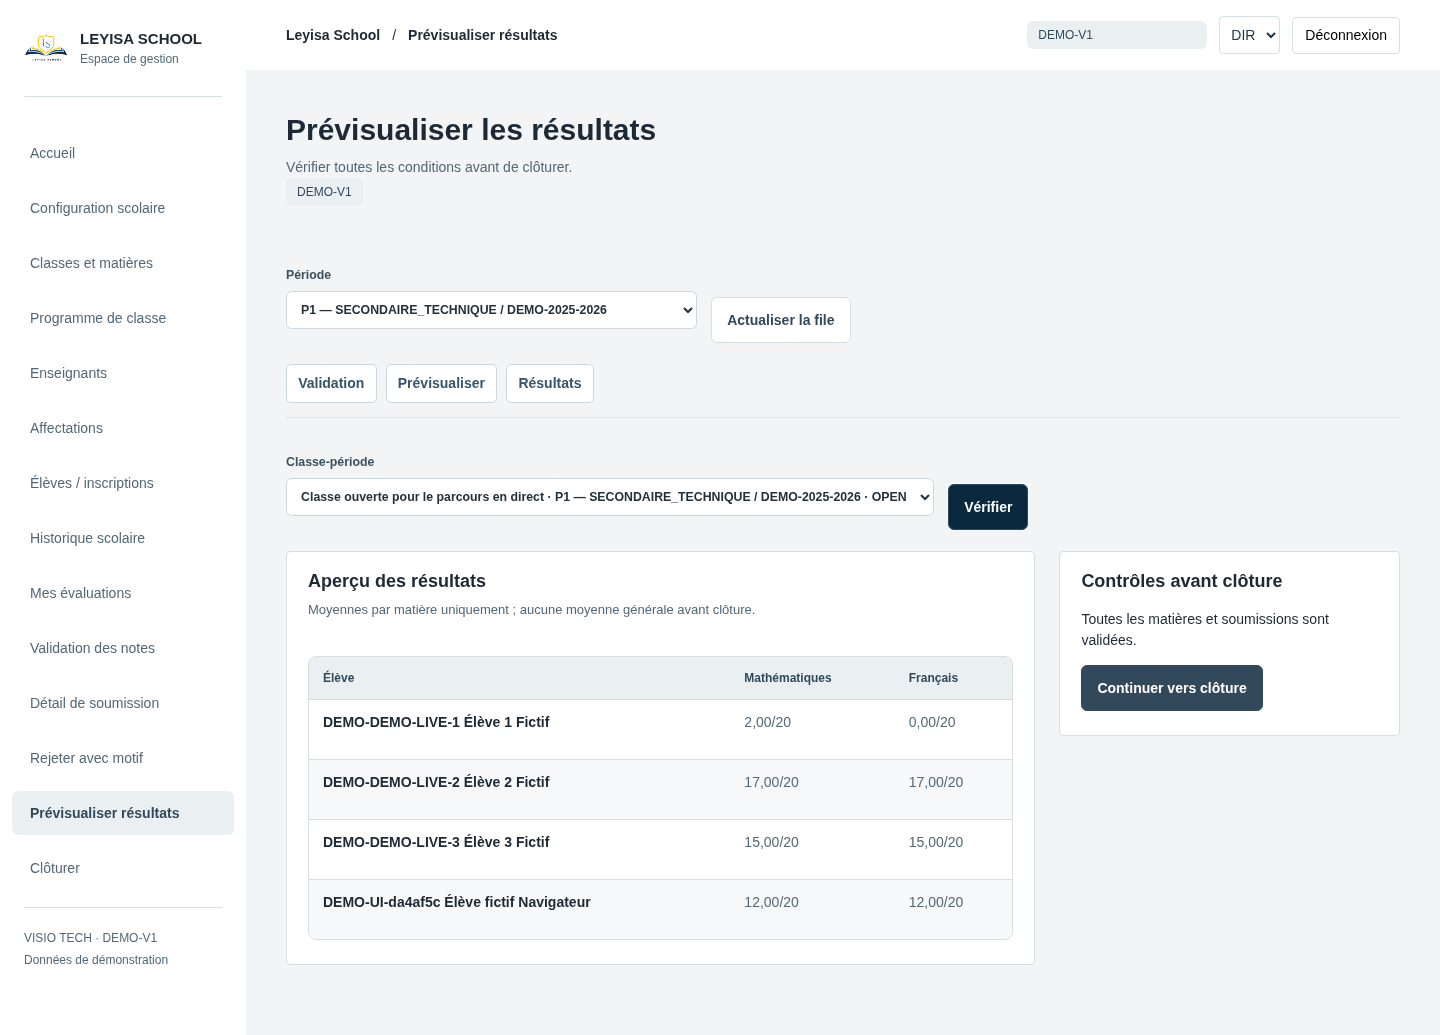 LEYISA SCHOOL
Espace de gestion
Accueil
Configuration scolaire
Classes et matières
Programme de classe
Enseignants
Affectations
Élèves / inscriptions
Historique scolaire
Mes évaluations
Validation des notes
Détail de soumission
Rejeter avec motif
Prévisualiser résultats
Clôturer
VISIO TECH · DEMO-V1
Données de démonstration
Leyisa School / Prévisualiser résultats
DEMO-V1
DIR
Déconnexion
Prévisualiser les résultats
Vérifier toutes les conditions avant de clôturer.
DEMO-V1
Période
P1 — SECONDAIRE_TECHNIQUE / DEMO-2025-2026
Actualiser la file
Validation
Prévisualiser
Résultats
Classe-période
Classe ouverte pour le parcours en direct · P1 — SECONDAIRE_TECHNIQUE / DEMO-2025-2026 · OPEN
Vérifier
Aperçu des résultats
Moyennes par matière uniquement ; aucune moyenne générale avant clôture.
Élève Mathématiques Français
DEMO-DEMO-LIVE-1 Élève 1 Fictif 2,00/20 0,00/20
DEMO-DEMO-LIVE-2 Élève 2 Fictif 17,00/20 17,00/20
DEMO-DEMO-LIVE-3 Élève 3 Fictif 15,00/20 15,00/20
DEMO-UI-da4af5c Élève fictif Navigateur 12,00/20 12,00/20
Contrôles avant clôture
Toutes les matières et soumissions sont
validées.
Continuer vers clôture